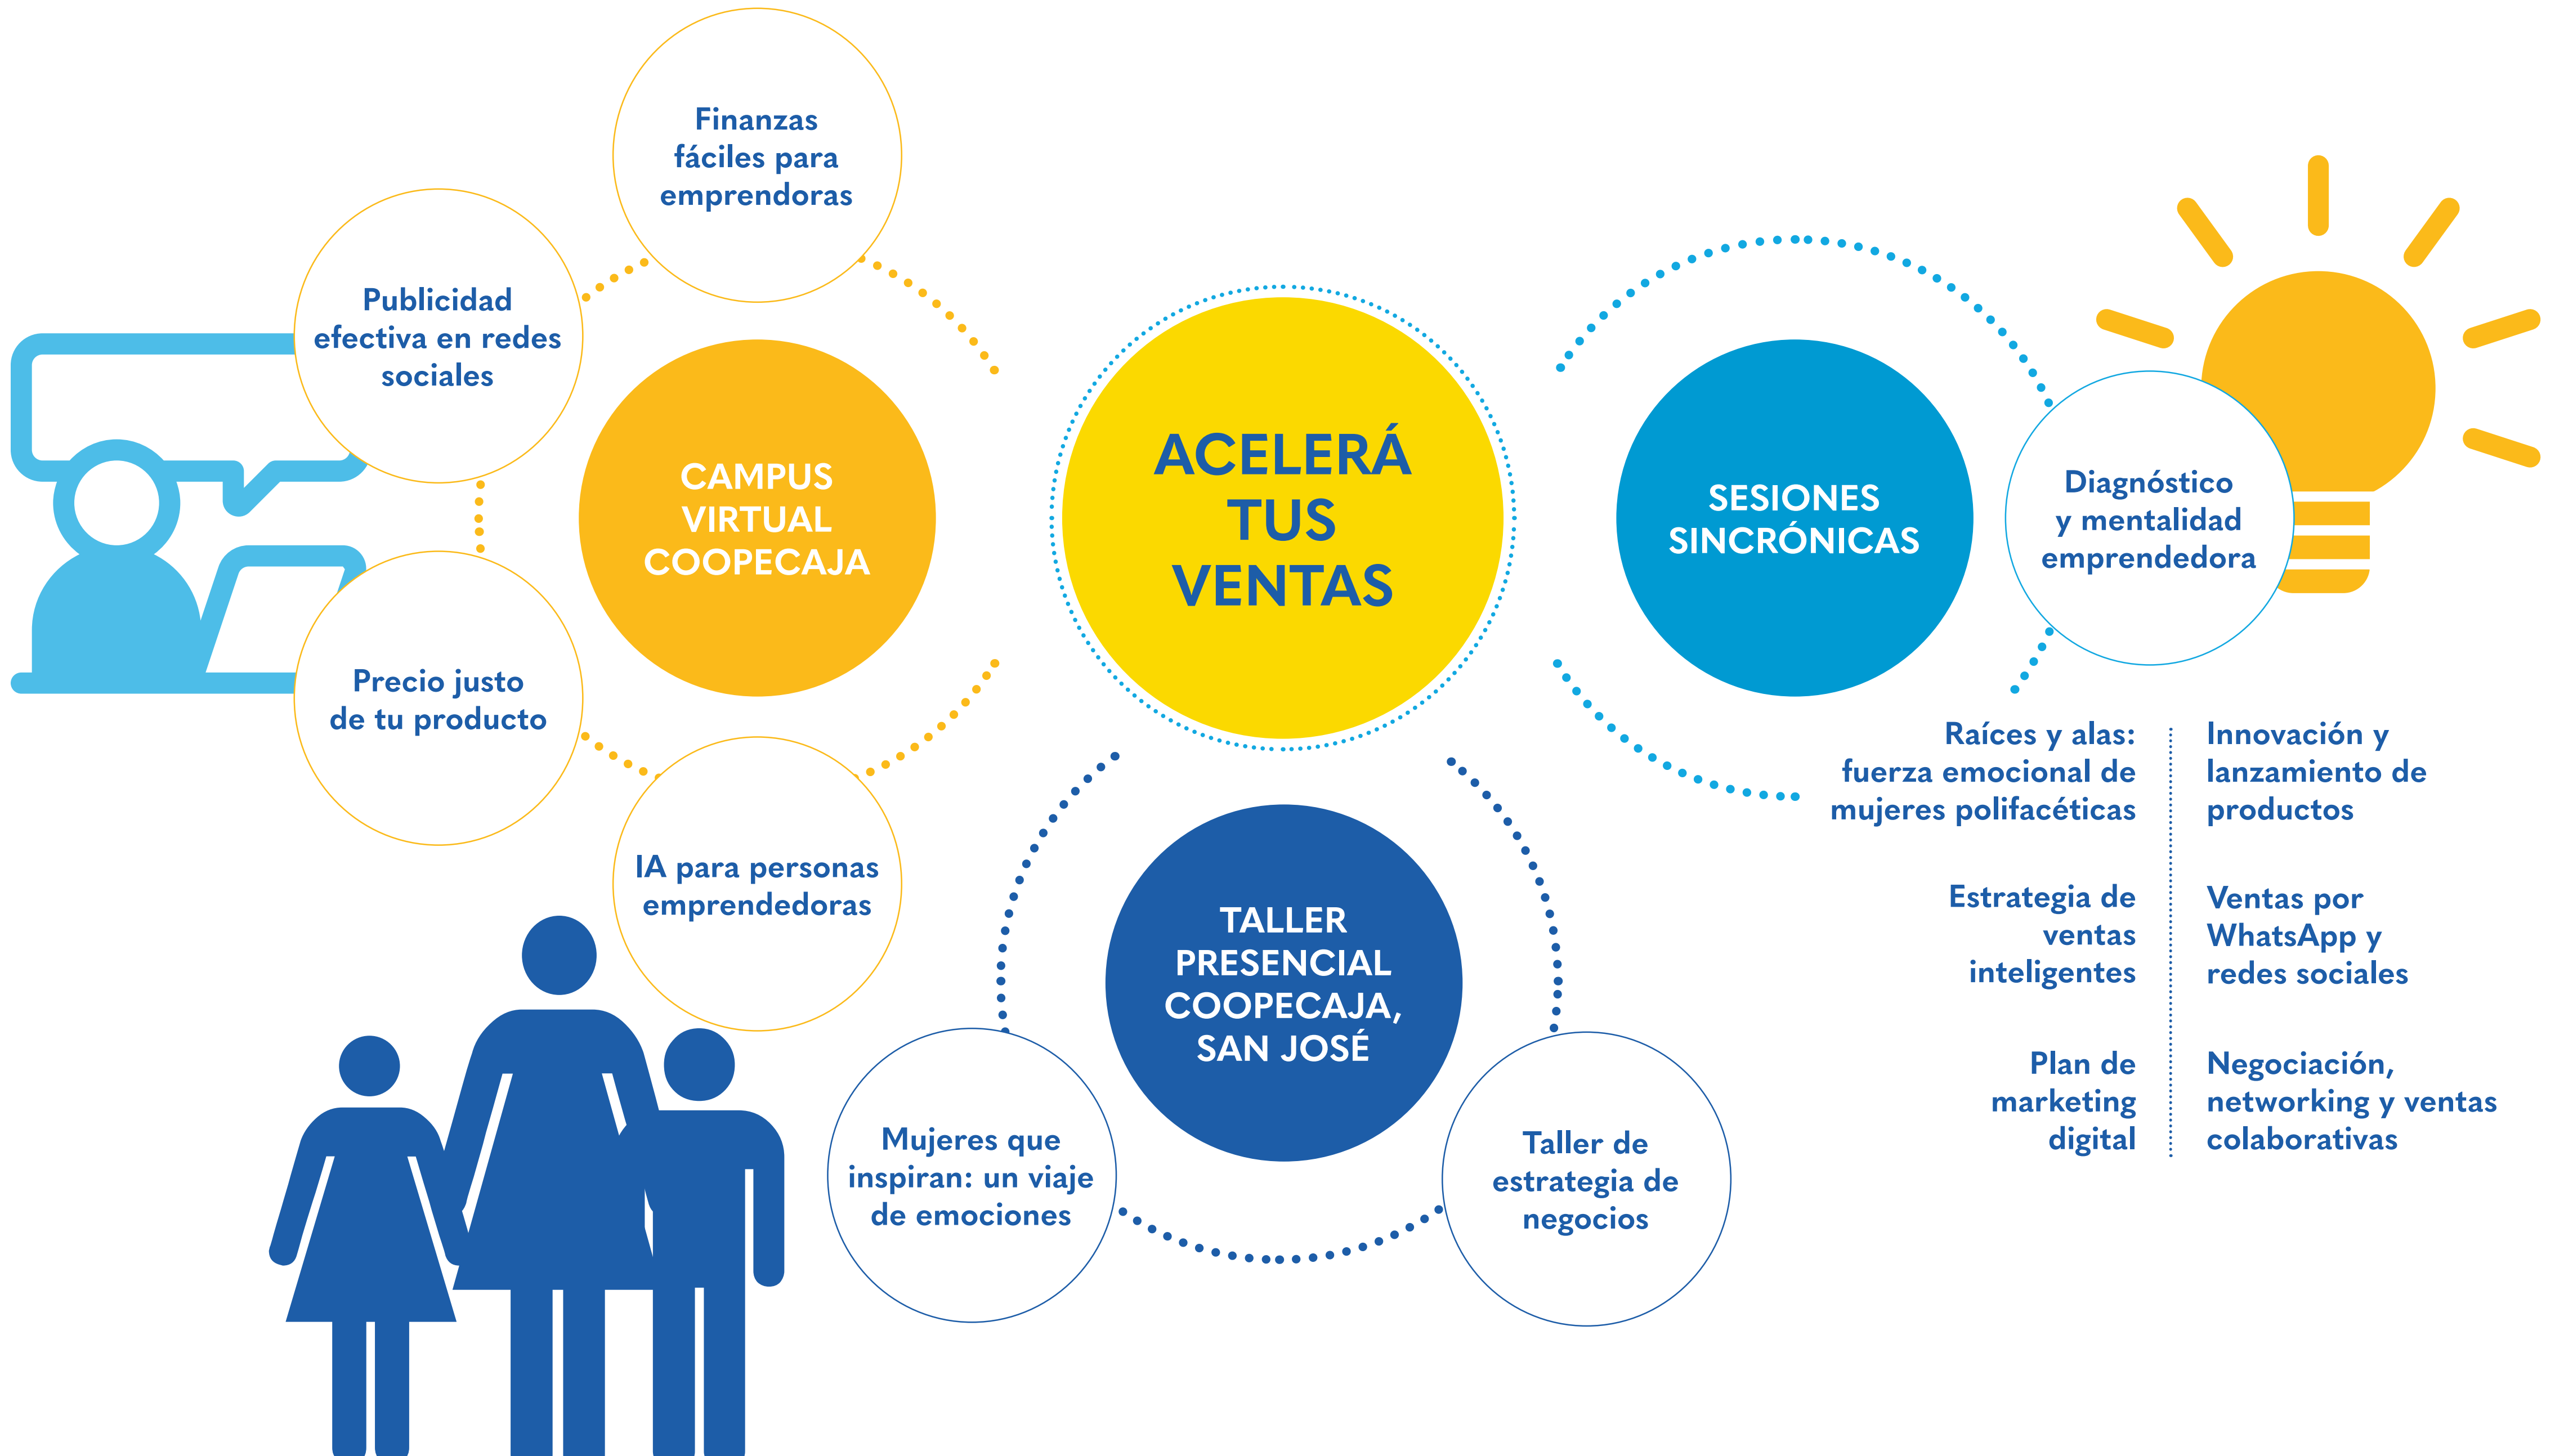 Finanzas
fáciles para
emprendoras
Publicidad
efectiva en redes
sociales
CAMPUS
VIRTUAL
COOPECAJA
Precio justo
de tu producto
IA para personas
emprendedoras
ACELERÁ
TUS
VENTAS
SESIONES
SINCRÓNICAS
Diagnóstico
y mentalidad
emprendedora
Raíces y alas:
fuerza emocional de
mujeres polifacéticas
Innovación y
lanzamiento de
productos
Estrategia de
ventas
inteligentes
Ventas por
WhatsApp y
redes sociales
Plan de
marketing
digital
Negociación,
networking y ventas
colaborativas
TALLER
PRESENCIAL
COOPECAJA,
SAN JOSÉ
Mujeres que
inspiran: un viaje
de emociones
Taller de
estrategia de
negocios